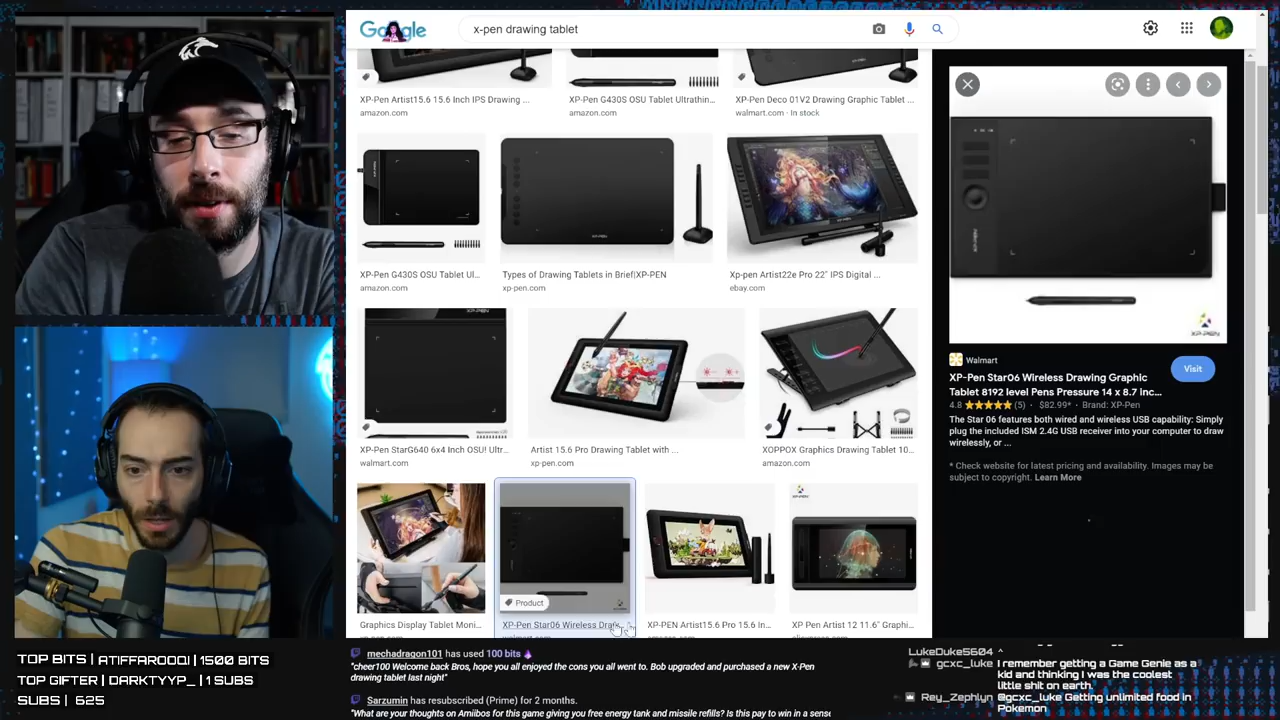 Google
x-pen drawing tablet
XP-Pen Artist15.6 15.6 Inch IPS Drawing ...
amazon.com
XP-Pen G430S OSU Tablet Ultrathin...
amazon.com
XP-Pen Deco 01V2 Drawing Graphic Tablet ...
walmart.com · In stock
XP-Pen G430S OSU Tablet Ul...
amazon.com
Types of Drawing Tablets in Brief|XP-PEN
xp-pen.com
Xp-pen Artist22e Pro 22" IPS Digital ...
ebay.com
XP-Pen StarG640 6x4 Inch OSU! Ultr...
walmart.com
Artist 15.6 Pro Drawing Tablet with ...
xp-pen.com
XOPPOX Graphics Drawing Tablet 10...
amazon.com
Product
Graphics Display Tablet Moni...
XP-Pen Star06 Wireless Draw
walmart.com
XP-PEN Artist15.6 Pro 15.6 In...
amazon.com
XP Pen Artist 12 11.6" Graphi...
aliexpress.com
XP-PEN
Walmart
Visit
XP-Pen Star06 Wireless Drawing Graphic
Tablet 8192 level Pens Pressure 14 x 8.7 inc...
4.8 ★★★★★ (5) · $82.99* · Brand: XP-Pen
The Star 06 features both wired and wireless USB capability: Simply
plug the included ISM 2.4G USB receiver into your computer to draw
wirelessly, or ...
* Check website for latest pricing and availability. Images may be
subject to copyright. Learn More
TOP BITS | ATIFFAROOQI | 1500 BITS
TOP GIFTER | DARKTYYP_ | 1 SUBS
SUBS | 625
mechadragon101 has used 100 bits
"cheer100 Welcome back Bros, hope you all enjoyed the cons you all went to. Bob upgraded and purchased a new X-Pen
drawing tablet last night"
Sarzumin has resubscribed (Prime) for 2 months.
"What are your thoughts on Amiibos for this game giving you free energy tank and missile refills? Is this pay to win in a sens
LukeDuke5604 ^
gcxc_luke I remember getting a Game Genie as a
kid and thinking I was the coolest
little shit on earth.
Rey_Zephlyn @gcxc_luke Getting unlimited food in
Pokemon